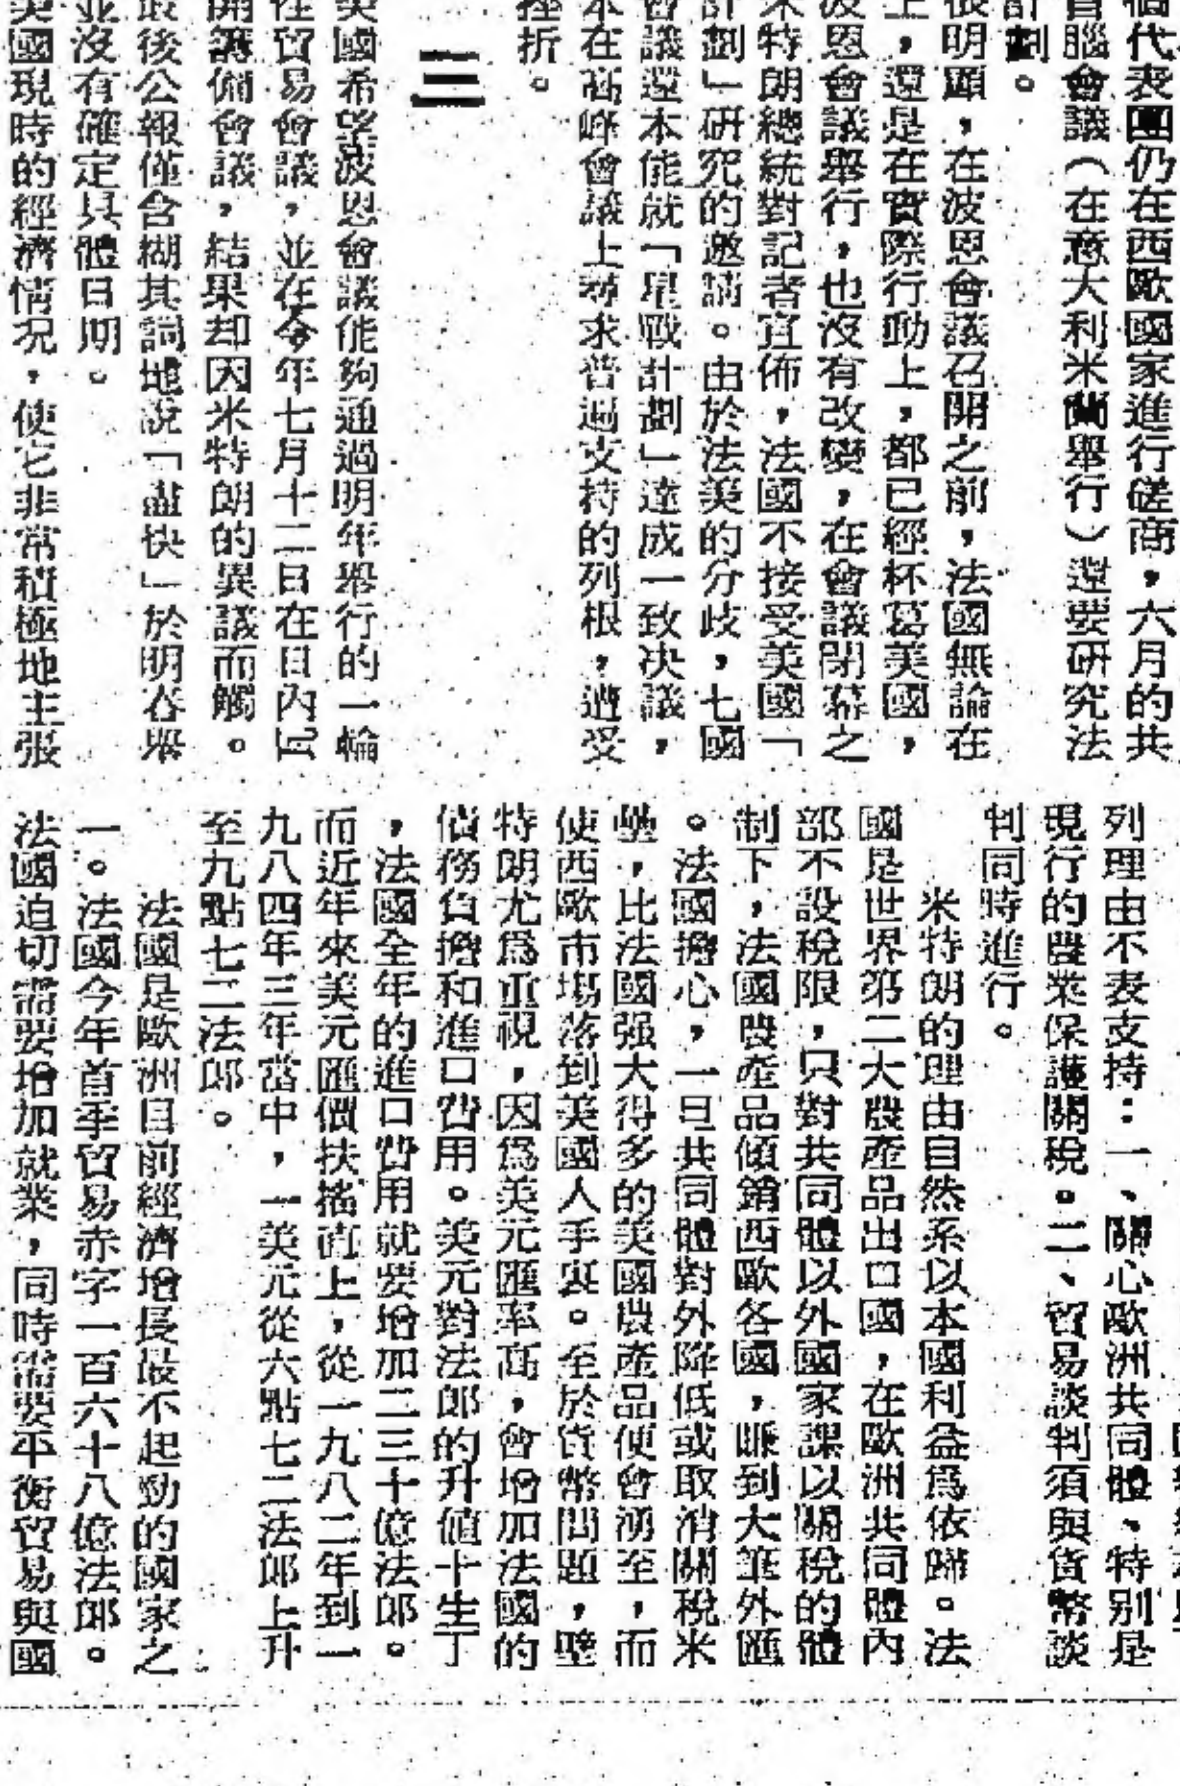 個代表團仍在西歐國家進行磋商，六月的共
首腦會議（在意大利米蘭舉行）還要研究法
計劃。
很明顯，在波恩會議召開之前，法國無論在
上，還是在實際行動上，都已經杯葛美國，
波恩會議舉行，也沒有改變，在會議閉幕之
米特朗總統對記者宣佈，法國不接受美國「
計劃」研究的邀請。由於法美的分歧，七國
會議還本能就「星戰計劃」達成一致決議，
本在高峰會議上尋求普遍支持的列根，遭受
挫折。
三
美國希望波恩會議能夠通過明年舉行的一輪
性貿易會議，並在今年七月十二日在日內瓦
開籌備會議，結果却因米特朗的異議而觸。
最後公報僅含糊其詞地說「盡快」於明春舉
並沒有確定具體日期。
美國現時的經濟情況，使它非常積極地主張
列理由不表支持：一、關心歐洲共同體、特別是
現行的農業保護關稅。二、貿易談判須與貨幣談
判同時進行。
米特朗的理由自然系以本國利益爲依歸。法
國是世界第二大農產品出口國，在歐洲共同體內
部不設稅限，只對共同體以外國家課以關稅的體
制下，法國農產品傾銷西歐各國，賺到大筆外匯
。法國擔心，一旦共同體對外降低或取消關稅米
壘，比法國强大得多的美國農產品便會湧至，而
使西歐市場落到美國人手裏。至於貨幣問題，壁
特朗尤爲重視，因爲美元匯率高，會增加法國的
債務負擔和進口費用。美元對法郎的升値十生丁
，法國全年的進口費用就要增加二三十億法郎。
而近年來美元匯價扶搖直上，從一九八二年到一
九八四年三年當中，一美元從六點七二法郎上升
至九點七二法郎。
法國是歐洲目前經濟增長最不起勁的國家之
一。法國今年首季貿易赤字一百六十八億法郎。
法國迫切需要增加就業，同時需要平衡貿易與國